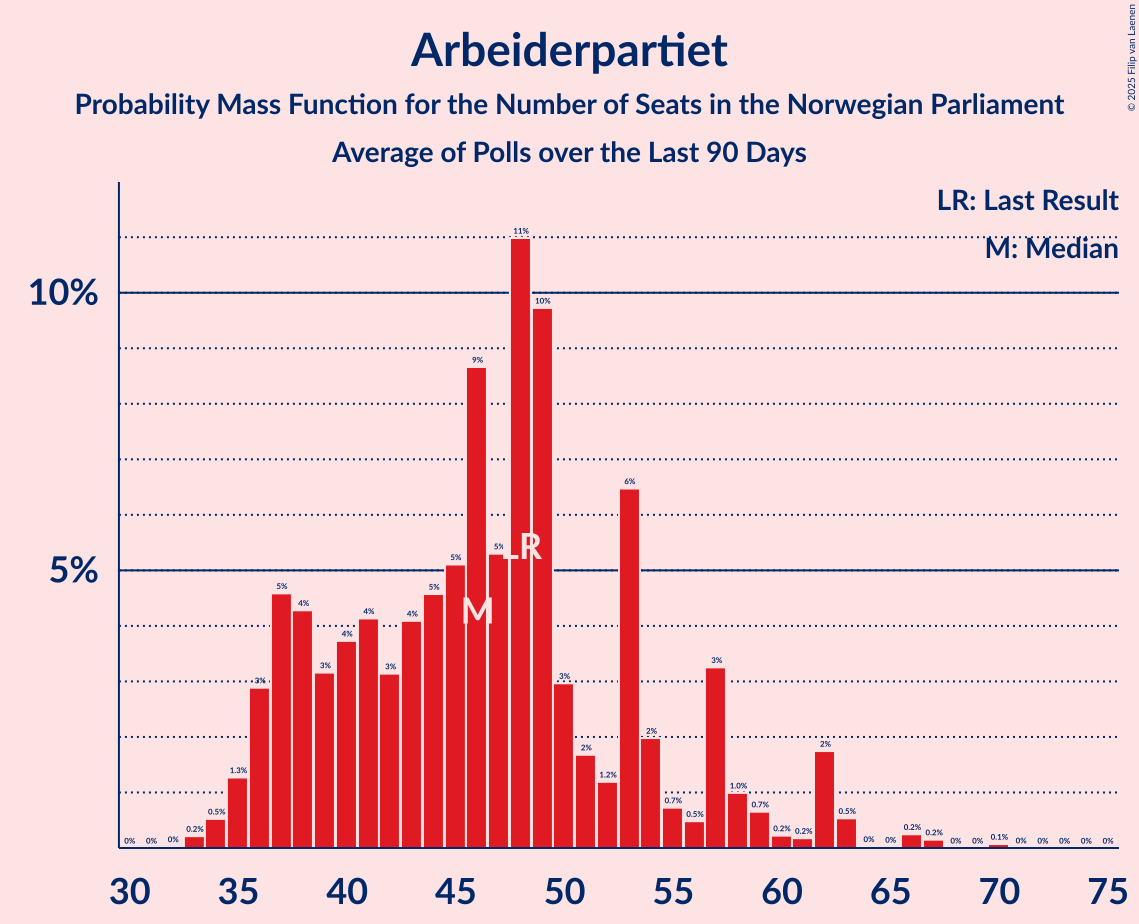 Arbeiderpartiet
Probability Mass Function for the Number of Seats in the Norwegian Parliament
Average of Polls over the Last 90 Days
© 2025 Filip van Laenen
LR: Last Result
M: Median
10%
5%
0% 0% 0% 0.2% 0.5% 1.3% 3% 5% 4% 3% 4% 4% 3% 4% 5% 5% 9% 5% 11% 10% 3% 2% 1.2% 6% 2% 0.7% 0.5% 3% 1.0% 0.7% 0.2% 0.2% 2% 0.5% 0% 0% 0.2% 0.2% 0% 0% 0.1% 0% 0% 0% 0% 0%
LR
M
30 35 40 45 50 55 60 65 70 75